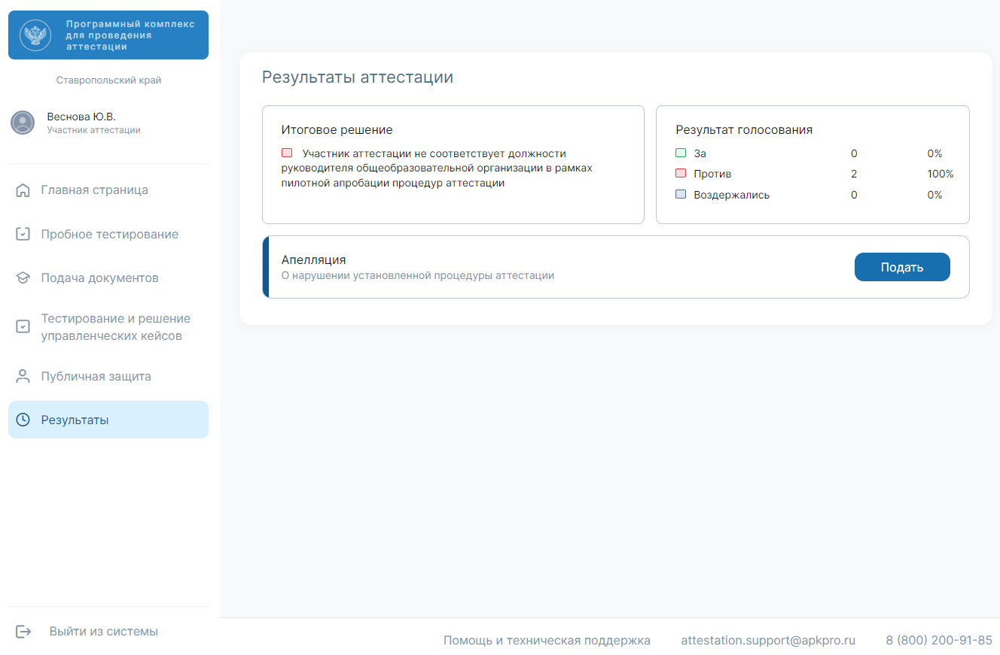 Программный комплекс
для проведения
аттестации
Ставропольский край
Веснова Ю.В.
Участник аттестации
Главная страница
Пробное тестирование
Подача документов
Тестирование и решение
управленческих кейсов
Публичная защита
Результаты
Выйти из системы
Результаты аттестации
Итоговое решение
Участник аттестации не соответствует должности
руководителя общеобразовательной организации в рамках
пилотной апробации процедур аттестации
Результат голосования
За 0 0%
Против 2 100%
Воздержались 0 0%
Апелляция
О нарушении установленной процедуры аттестации
Подать
Помощь и техническая поддержка attestation.support@apkpro.ru 8 (800) 200-91-85